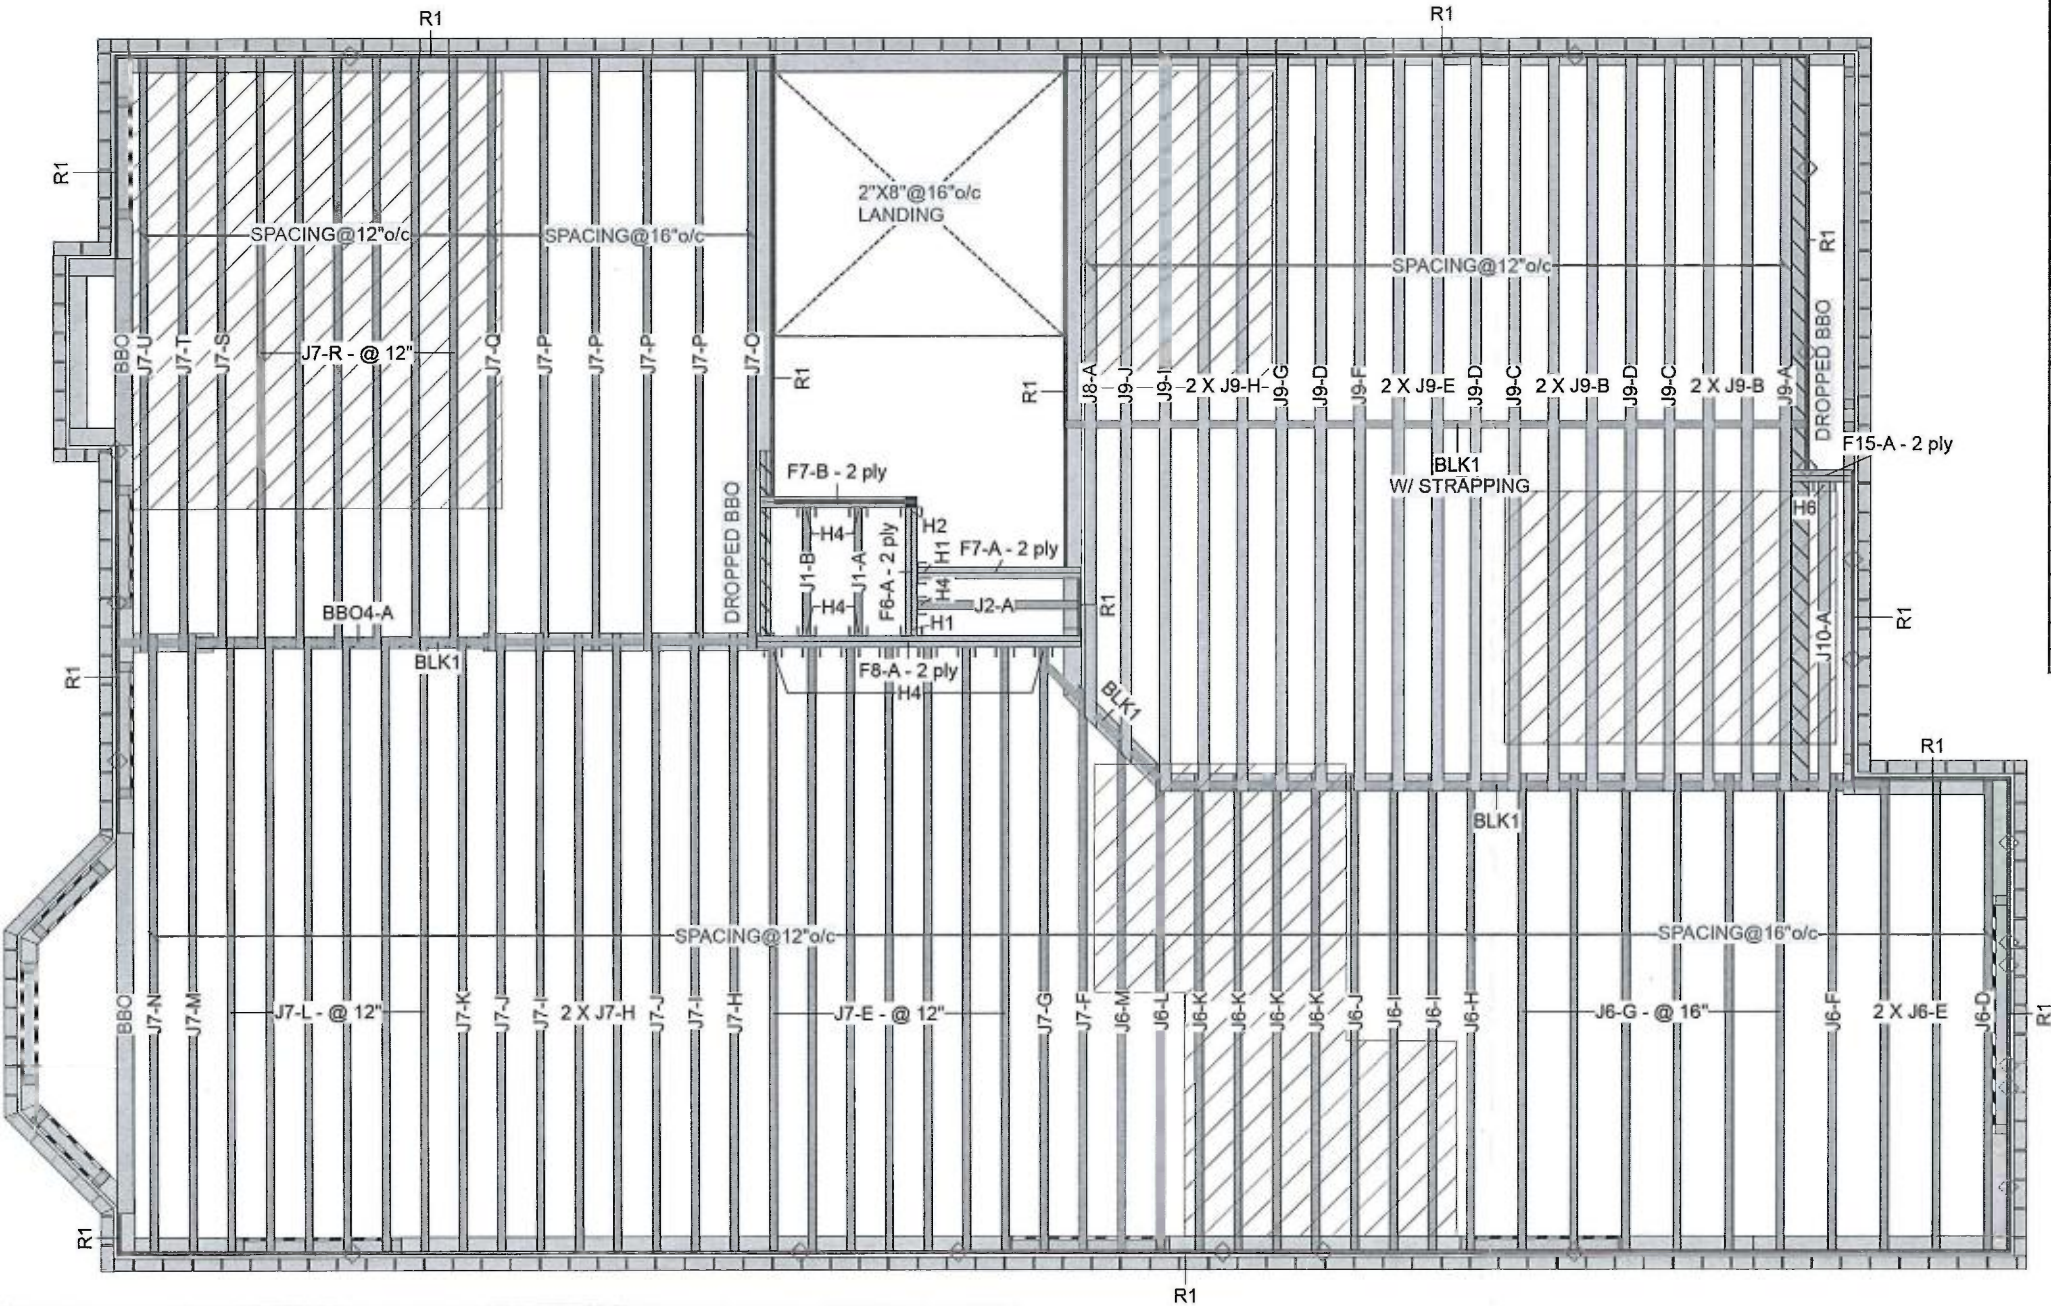 R1
R1
R1
2"X8"@16"o/c
LANDING
SPACING@12"o/c
SPACING@16"o/c
R1
SPACING@12"o/c
BBO
J7-U
J7-T
J7-S
J7-R - @ 12"
J7-Q
J7-P
J7-P
J7-P
J7-P
J7-O
R1
R1
J8-A
J9-J
J9-I
2 X J9-H
J9-G
J9-D
J9-F
2 X J9-E
J9-D
J9-C
2 X J9-B
J9-D
J9-C
2 X J9-B
J9-A
DROPPED BBO
F15-A - 2 ply
BLK1
W/ STRAPPING
F7-B - 2 ply
H6
DROPPED BBO
H4
J1-B
J1-A
H4
F6-A - 2 ply
H2
H1
F7-A - 2 ply
H4
J2-A
H1
R1
R1
J10-A
BBO4-A
BLK1
F8-A - 2 ply
H4
R1
BLK1
R1
BLK1
SPACING@12"o/c
SPACING@16"o/c
BBO
J7-N
J7-M
J7-L - @ 12"
J7-K
J7-J
J7-I
2 X J7-H
J7-J
J7-I
J7-H
J7-E - @ 12"
J7-G
J7-F
J6-M
J6-L
J6-K
J6-K
J6-K
J6-K
J6-J
J6-I
J6-I
J6-H
J6-G - @ 16"
J6-F
2 X J6-E
J6-D
R1
R1
R1